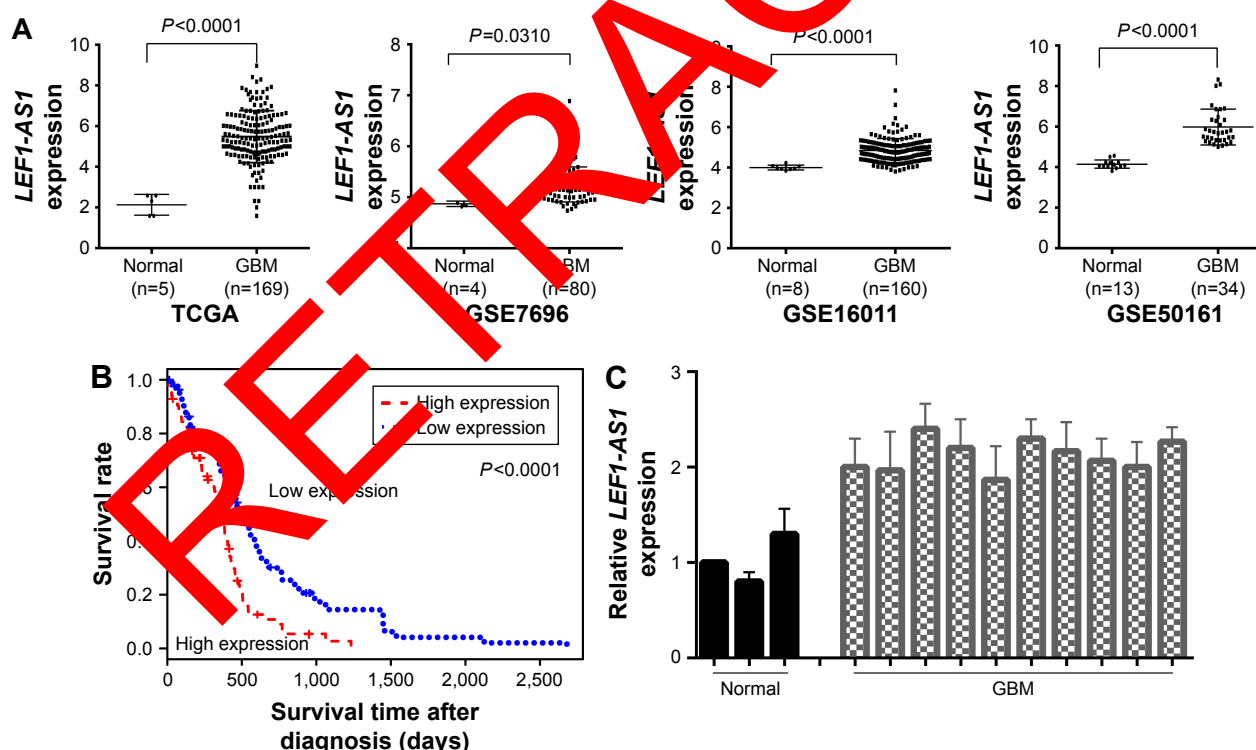 A
P<0.0001
P=0.0310
P<0.0001
P<0.0001
LEF1-AS1
expression
10
8
6
4
2
0
Normal
(n=5)
GBM
(n=169)
TCGA
LEF1-AS1
expression
8
7
6
5
Normal
(n=4)
(n=80)
GSE7696
expression
6
4
2
0
Normal
(n=8)
GBM
(n=160)
GSE16011
LEF1-AS1
expression
10
8
6
4
2
0
Normal
(n=13)
GBM
(n=34)
GSE50161
B
Survival rate
1.0
0.8
0.2
0.0
High expression
Low expression
P<0.0001
Low expression
High expression
0
500
1,000
1,500
2,000
2,500
Survival time after
diagnosis (days)
C
Relative LEF1-AS1
expression
3
2
1
0
Normal
GBM